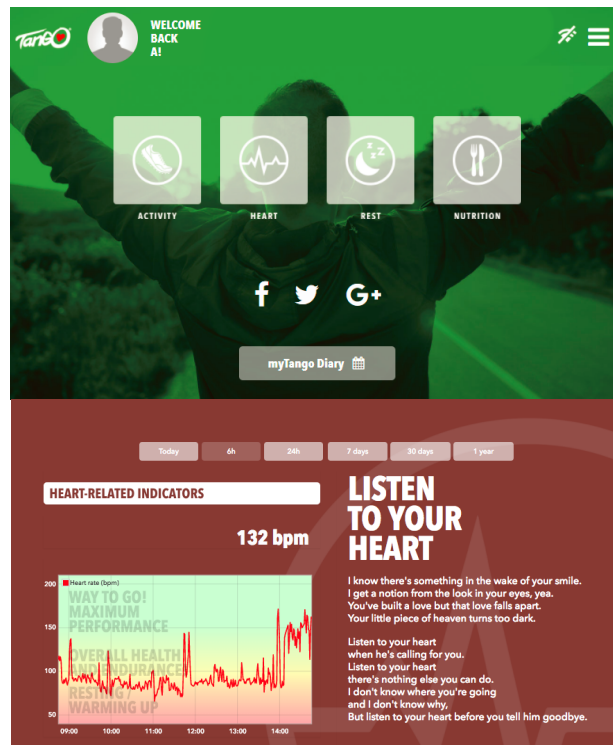 TanGO
WELCOME
BACK
A!
ACTIVITY
HEART
REST
NUTRITION
f
G+
myTango Diary
Today
6h
24h
7 days
30 days
1 year
HEART-RELATED INDICATORS
132 bpm
Heart rate (bpm)
200
150
100
50
WAY TO GO!
MAXIMUM
PERFORMANCE
OVERALL HEALTH
AND ENDURANCE
RESTING /
WARMING UP
09:00
10:00
11:00
12:00
13:00
14:00
LISTEN
TO YOUR
HEART
I know there's something in the wake of your smile.
I get a notion from the look in your eyes, yea.
You've built a love but that love falls apart.
Your little piece of heaven turns too dark.
Listen to your heart
when he's calling for you.
Listen to your heart
there's nothing else you can do.
I don't know where you're going
and I don't know why,
But listen to your heart before you tell him goodbye.